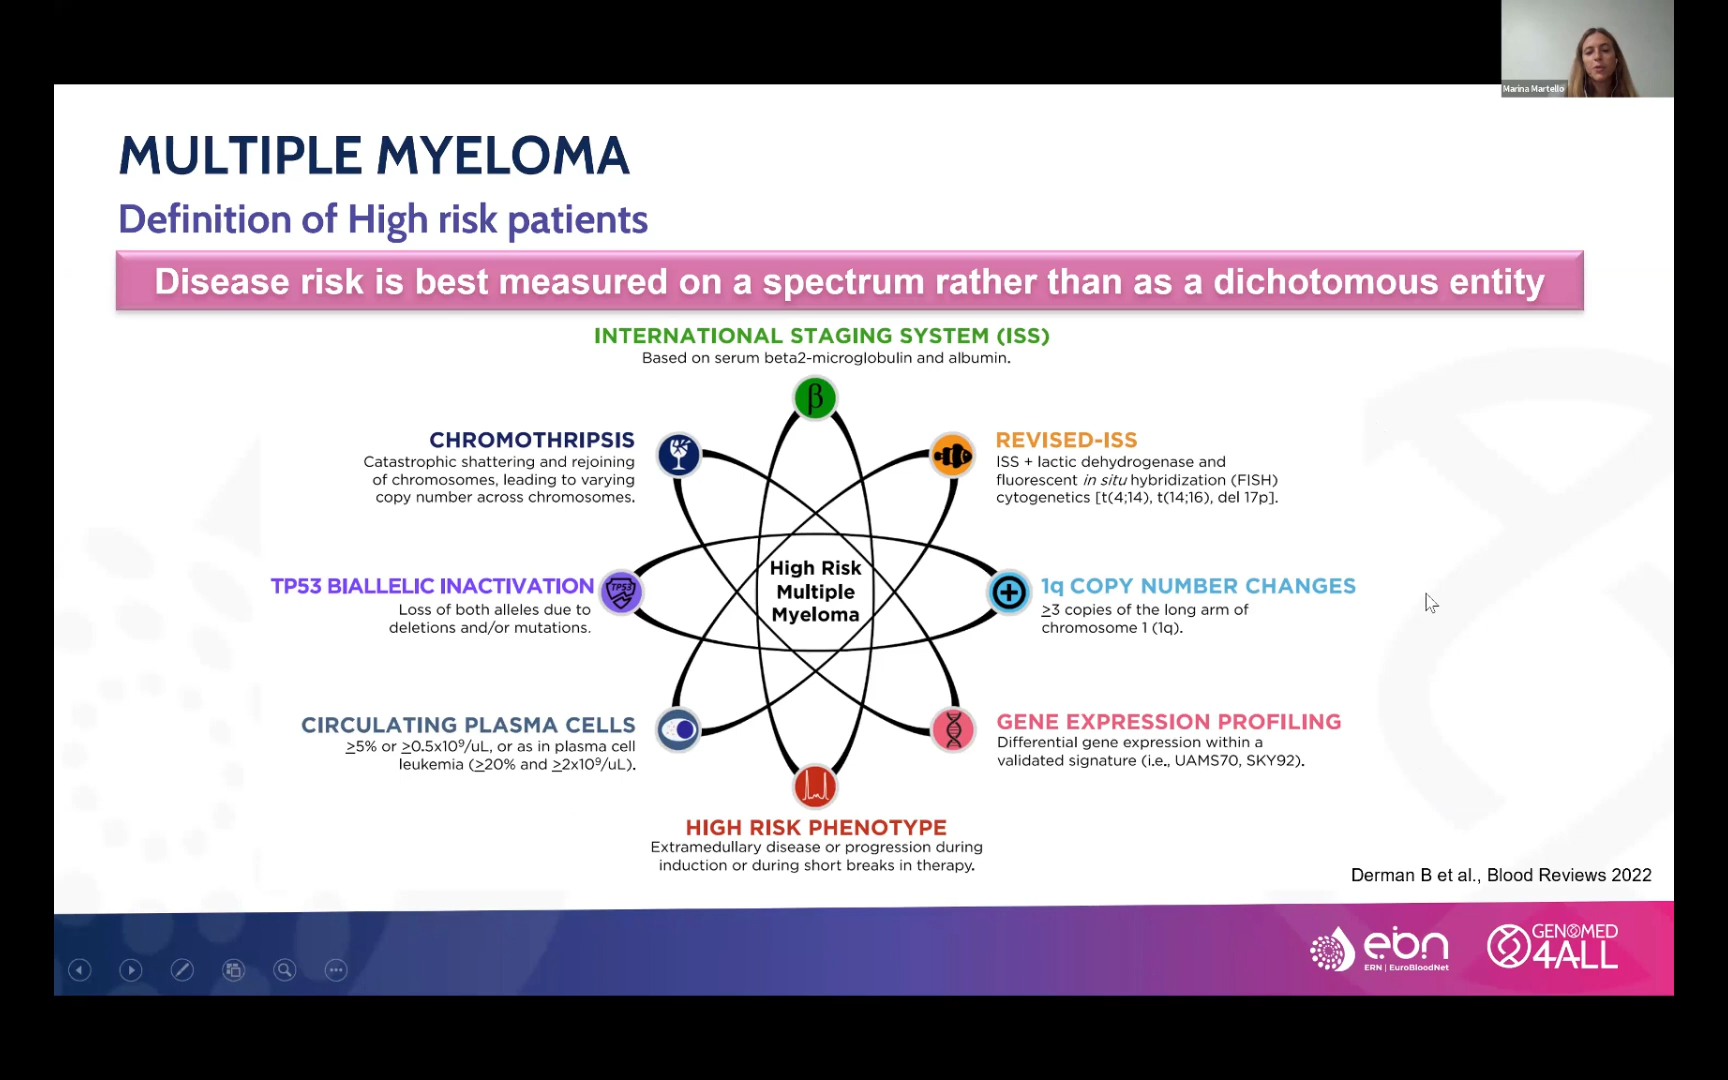 Marina Martello
MULTIPLE MYELOMA
Definition of High risk patients
Disease risk is best measured on a spectrum rather than as a dichotomous entity
INTERNATIONAL STAGING SYSTEM (ISS)
Based on serum beta2-microglobulin and albumin.
β
CHROMOTHRIPSIS
Catastrophic shattering and rejoining
of chromosomes, leading to varying
copy number across chromosomes.
REVISED-ISS
ISS + lactic dehydrogenase and
fluorescent in situ hybridization (FISH)
cytogenetics [t(4;14), t(14;16), del 17p].
High Risk
Multiple
Myeloma
TP53 BIALLELIC INACTIVATION
Loss of both alleles due to
deletions and/or mutations.
TP53
1q COPY NUMBER CHANGES
≥3 copies of the long arm of
chromosome 1 (1q).
CIRCULATING PLASMA CELLS
≥5% or ≥0.5x10⁹/uL, or as in plasma cell
leukemia (≥20% and ≥2x10⁹/uL).
GENE EXPRESSION PROFILING
Differential gene expression within a
validated signature (i.e., UAMS70, SKY92).
HIGH RISK PHENOTYPE
Extramedullary disease or progression during
induction or during short breaks in therapy.
Derman B et al., Blood Reviews 2022
ebn
ERN | EuroBloodNet
GENOMED
4ALL